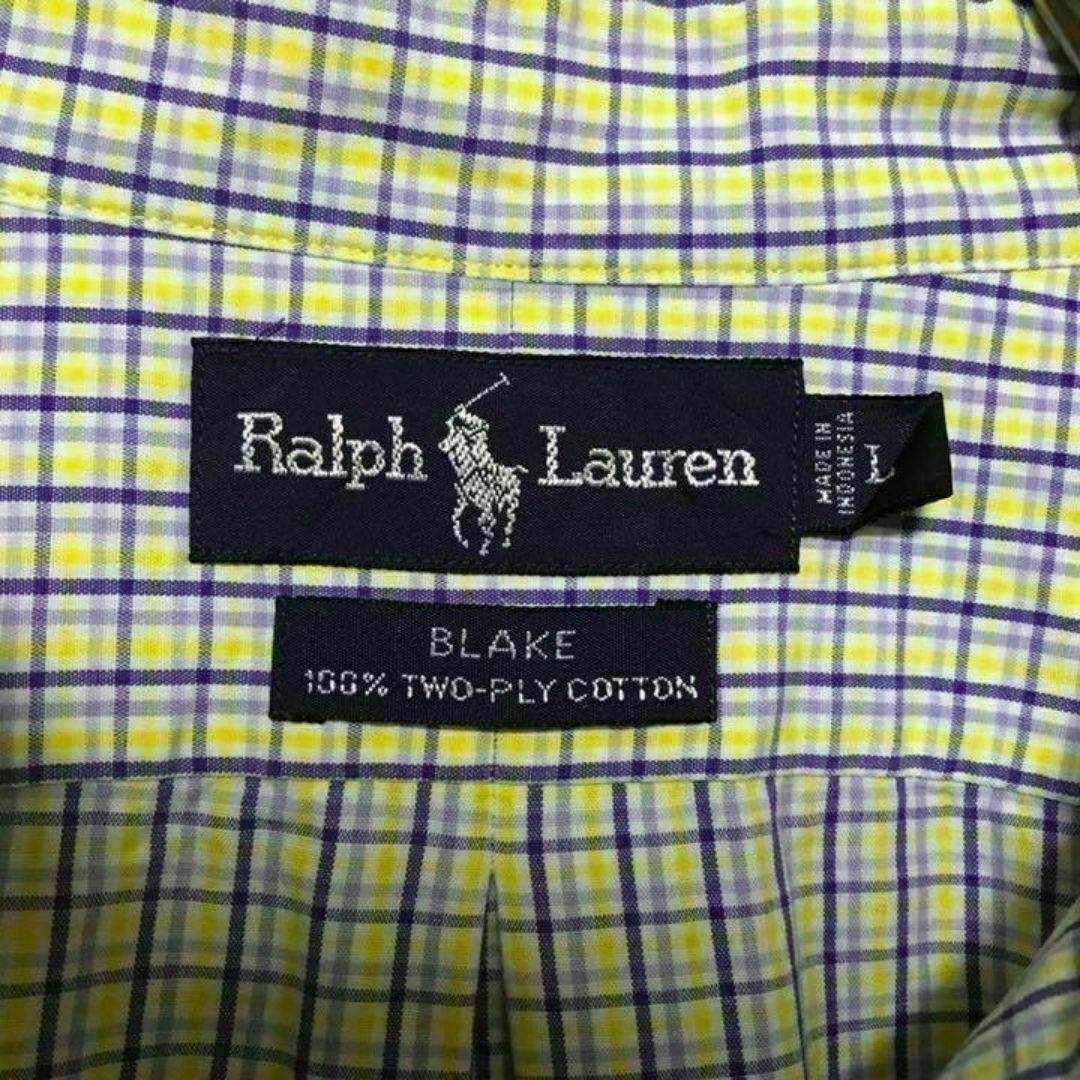 Ralph Lauren
MADE IN
INDONESIA
L
BLAKE
100% TWO-PLY COTTON